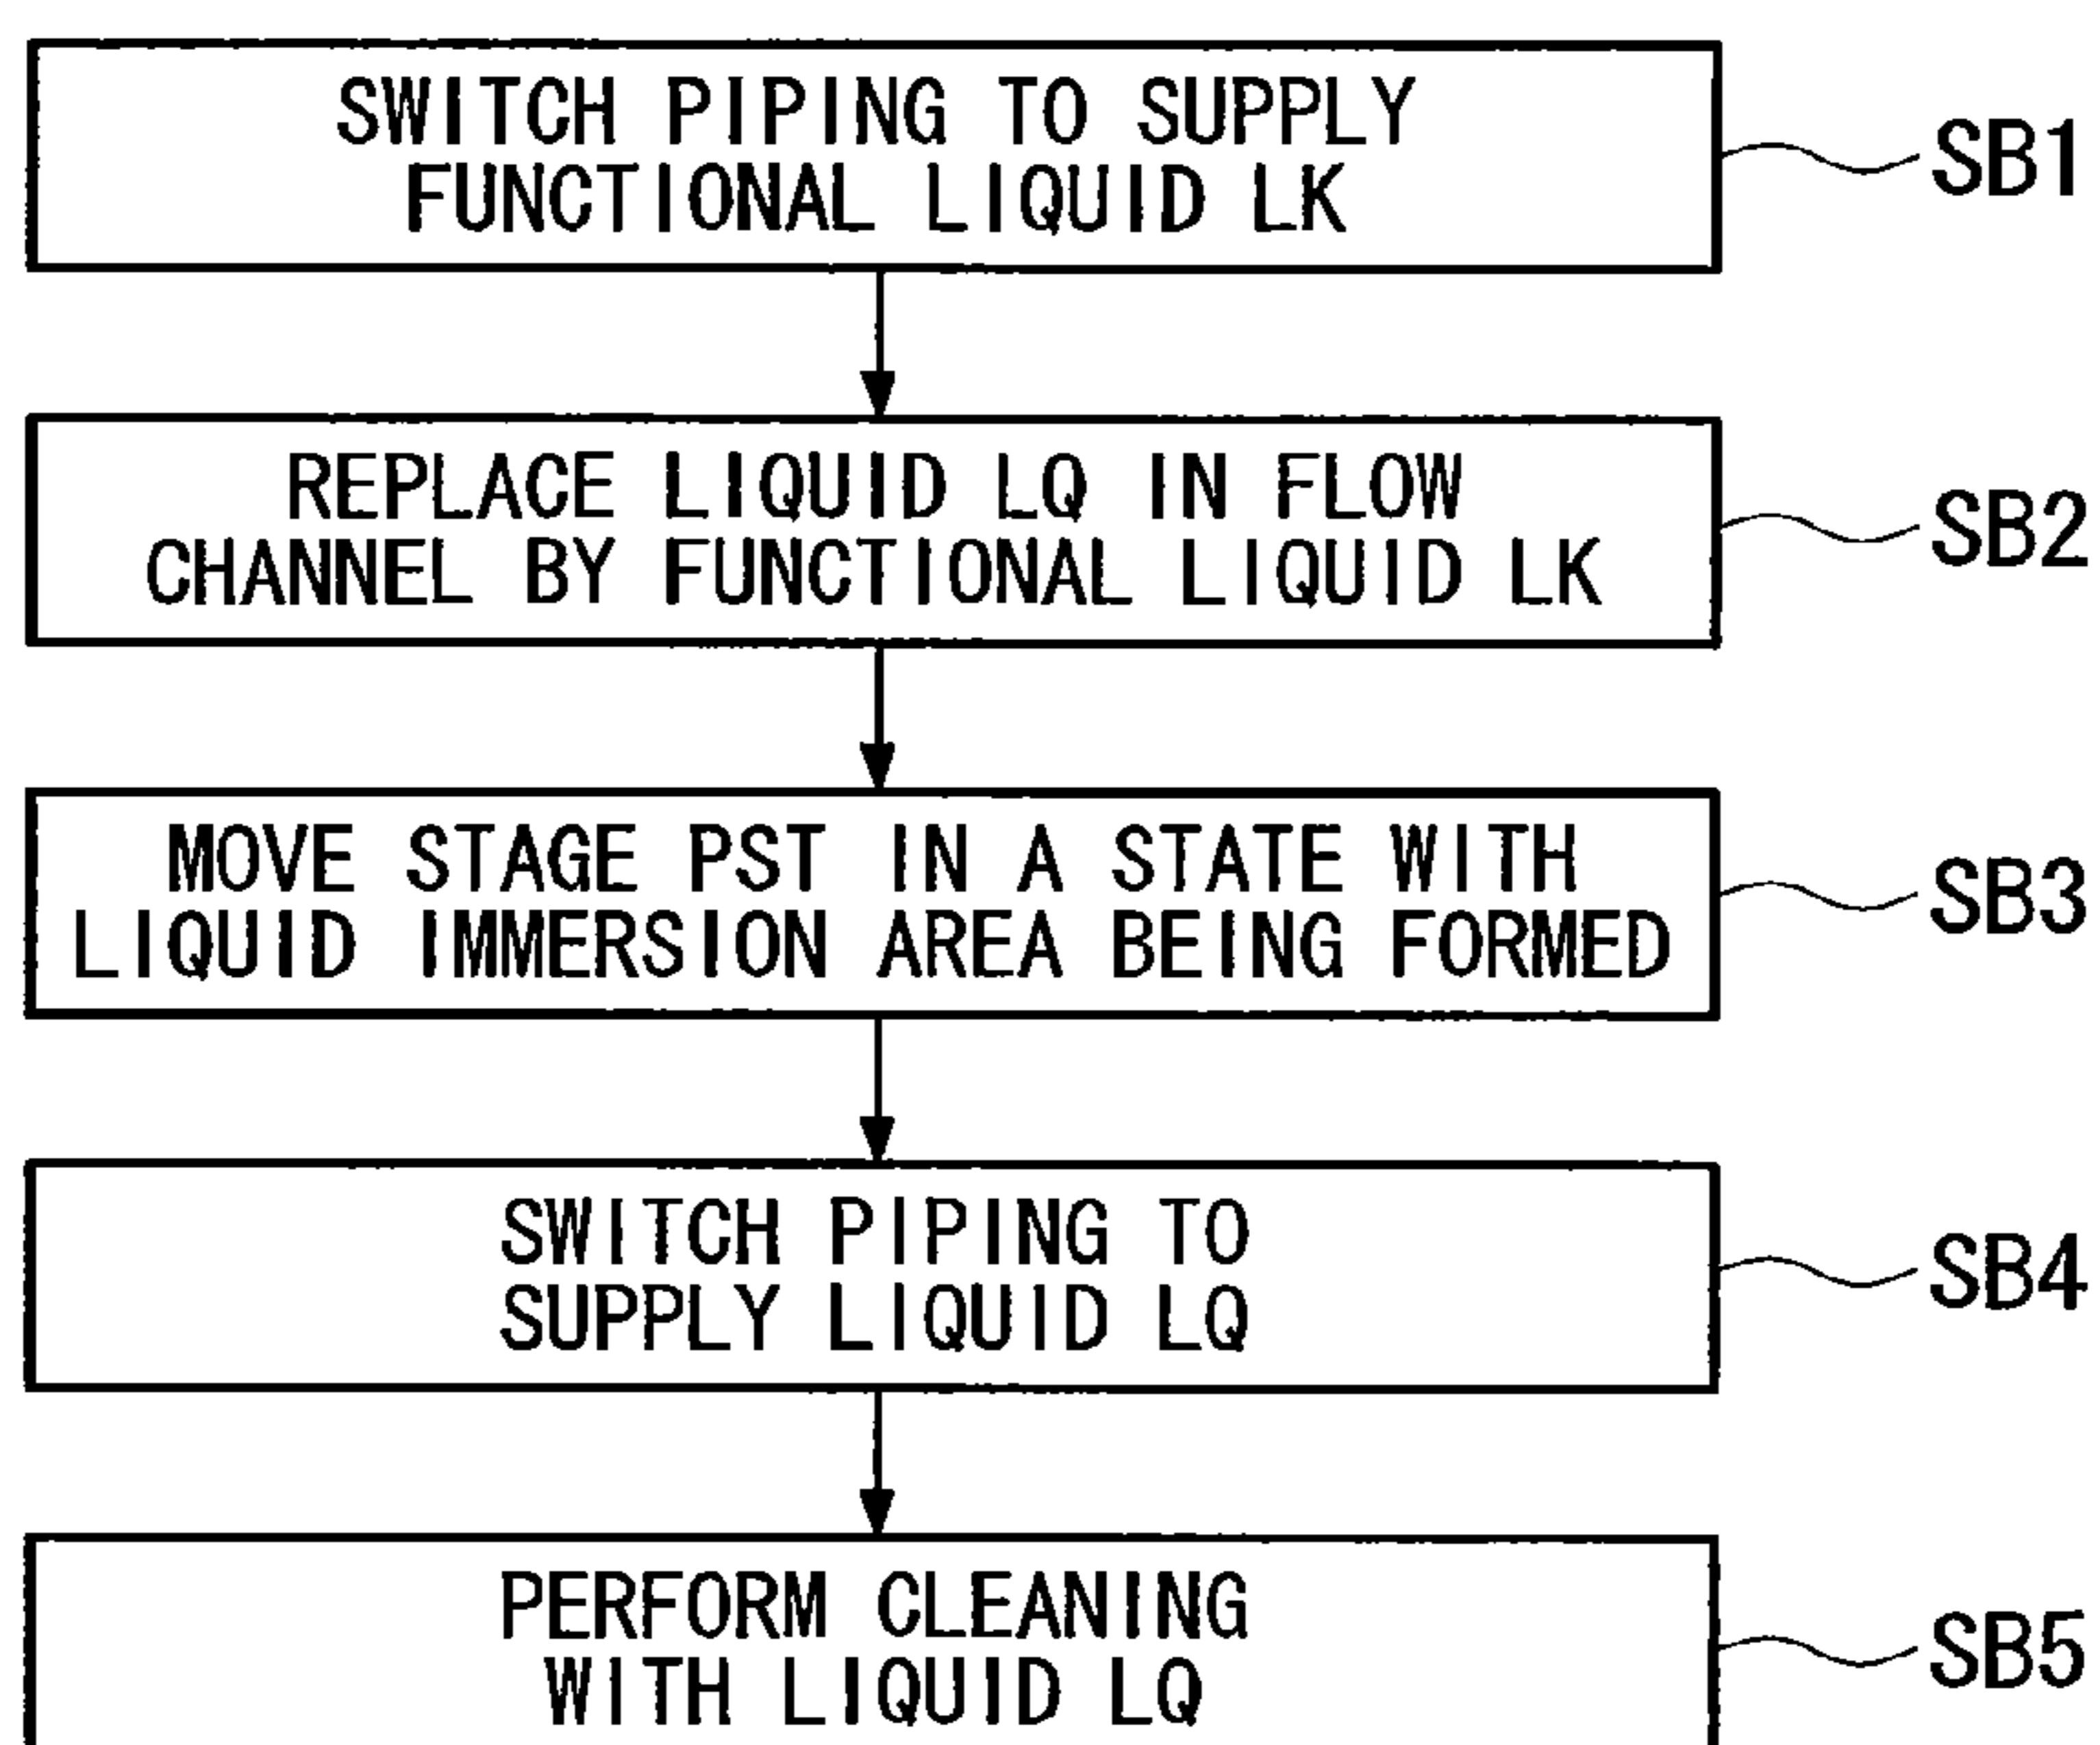 SWITCH PIPING TO SUPPLY
FUNCTIONAL LIQUID LK
SB1
REPLACE LIQUID LQ IN FLOW
CHANNEL BY FUNCTIONAL LIQUID LK
SB2
MOVE STAGE PST IN A STATE WITH
LIQUID IMMERSION AREA BEING FORMED
SB3
SWITCH PIPING TO
SUPPLY LIQUID LQ
SB4
PERFORM CLEANING
WITH LIQUID LQ
SB5